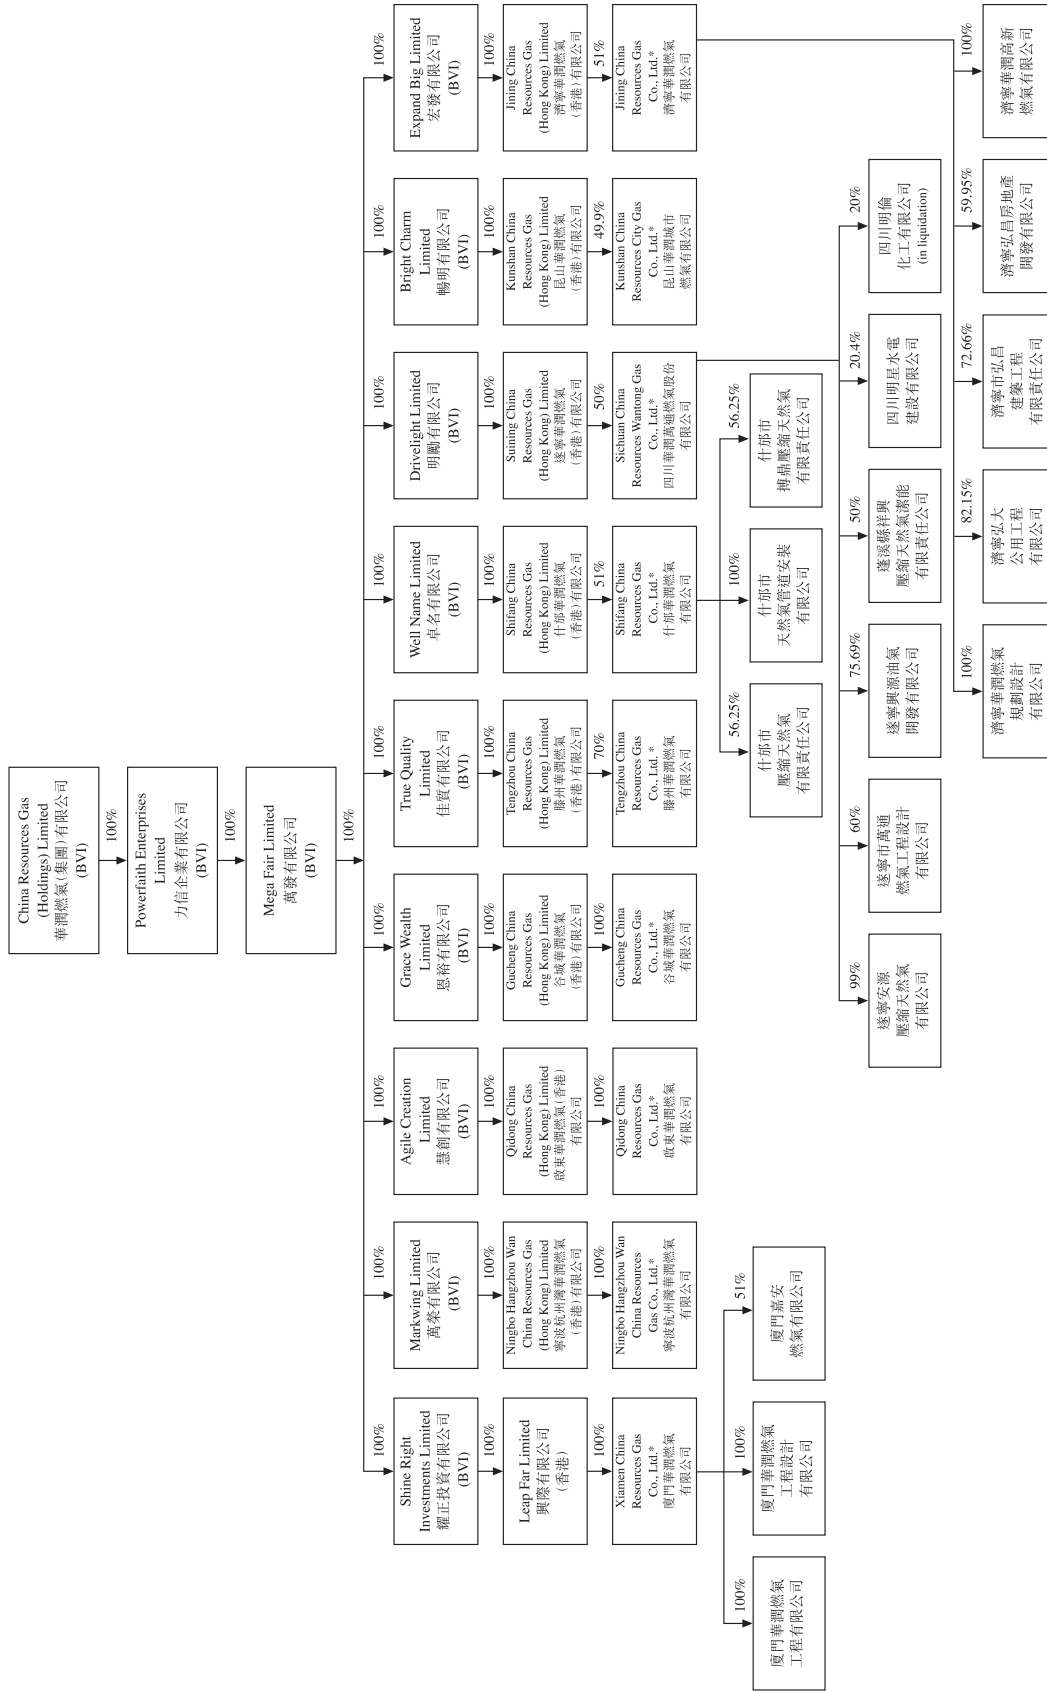 China Resources Gas
(Holdings) Limited
華潤燃氣(集團)有限公司
(BVI)
100%
Powerfaith Enterprises
Limited
力信企業有限公司
(BVI)
100%
Mega Fair Limited
萬發有限公司
(BVI)
100%
100%
Shine Right
Investments Limited
耀正投資有限公司
(BVI)
100%
Markwing Limited
萬榮有限公司
(BVI)
100%
Agile Creation
Limited
慧創有限公司
(BVI)
100%
Grace Wealth
Limited
恩裕有限公司
(BVI)
100%
True Quality
Limited
佳質有限公司
(BVI)
100%
Well Name Limited
卓名有限公司
(BVI)
100%
Drivelight Limited
明勵有限公司
(BVI)
100%
Bright Charm
Limited
暢明有限公司
(BVI)
100%
Expand Big Limited
宏發有限公司
(BVI)
100%
Leap Far Limited
興際有限公司
(香港)
100%
Ningbo Hangzhou Wan
China Resources Gas
(Hong Kong) Limited
寧波杭州灣華潤燃氣
(香港)有限公司
100%
Qidong China
Resources Gas
(Hong Kong) Limited
啟東華潤燃氣(香港)
有限公司
100%
Gucheng China
Resources Gas
(Hong Kong) Limited
谷城華潤燃氣
(香港)有限公司
100%
Tengzhou China
Resources Gas
(Hong Kong) Limited
滕州華潤燃氣
(香港)有限公司
100%
Shifang China
Resources Gas
(Hong Kong) Limited
什邡華潤燃氣
(香港)有限公司
100%
Suining China
Resources Gas
(Hong Kong) Limited
遂寧華潤燃氣
(香港)有限公司
100%
Kunshan China
Resources Gas
(Hong Kong) Limited
昆山華潤燃氣
(香港)有限公司
100%
Jining China
Resources Gas
(Hong Kong) Limited
濟寧華潤燃氣
(香港)有限公司
100%
Xiamen China
Resources Gas
Co., Ltd.*
廈門華潤燃氣
有限公司
100%
Ningbo Hangzhou Wan
China Resources
Gas Co., Ltd.*
寧波杭州灣華潤燃氣
有限公司
100%
Qidong China
Resources Gas
Co., Ltd.*
啟東華潤燃氣
有限公司
100%
Gucheng China
Resources Gas
Co., Ltd.*
谷城華潤燃氣
有限公司
70%
Tengzhou China
Resources Gas
Co., Ltd.*
滕州華潤燃氣
有限公司
51%
Shifang China
Resources Gas
Co., Ltd.*
什邡華潤燃氣
有限公司
50%
Sichuan China
Resources Wantong Gas
Co., Ltd.*
四川華潤萬通燃氣股份
有限公司
49.9%
Kunshan China
Resources City Gas
Co., Ltd.*
昆山華潤城市
燃氣有限公司
51%
Jining China
Resources Gas
Co., Ltd.*
濟寧華潤燃氣
有限公司
100%
廈門華潤燃氣
工程有限公司
100%
廈門華潤燃氣
工程設計
有限公司
51%
廈門嘉安
燃氣有限公司
56.25%
什邡市
壓縮天然氣
有限責任公司
100%
什邡市
天然氣管道安裝
有限公司
56.25%
什邡市
搏鼎壓縮天然氣
有限責任公司
99%
遂寧安源
壓縮天然氣
有限公司
60%
遂寧市萬通
燃氣工程設計
有限公司
75.69%
遂寧興源油氣
開發有限公司
50%
蓬溪縣祥興
壓縮天然氣潔能
有限責任公司
20.4%
四川明星水電
建設有限公司
20%
四川明倫
化工有限公司
(in liquidation)
100%
濟寧華潤燃氣
規劃設計
有限公司
82.15%
濟寧弘大
公用工程
有限公司
72.66%
濟寧市弘昌
建築工程
有限責任公司
59.95%
濟寧弘昌房地產
開發有限公司
100%
濟寧華潤高新
燃氣有限公司